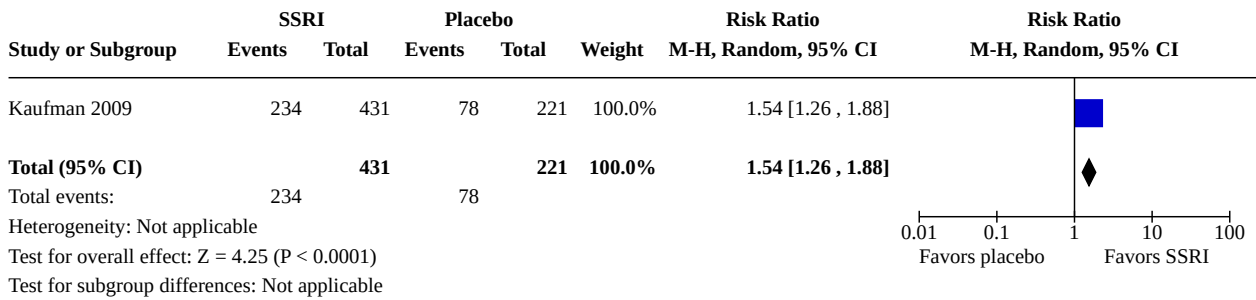 SSRI Placebo Risk Ratio Risk Ratio
Study or Subgroup Events Total Events Total Weight M-H, Random, 95% CI M-H, Random, 95% CI
Kaufman 2009 234 431 78 221 100.0% 1.54 [1.26 , 1.88]
Total (95% CI) 431 221 100.0% 1.54 [1.26 , 1.88]
Total events: 234 78
Heterogeneity: Not applicable
0.01 0.1 1 10 100
Test for overall effect: Z = 4.25 (P < 0.0001)
Favors placebo Favors SSRI
Test for subgroup differences: Not applicable